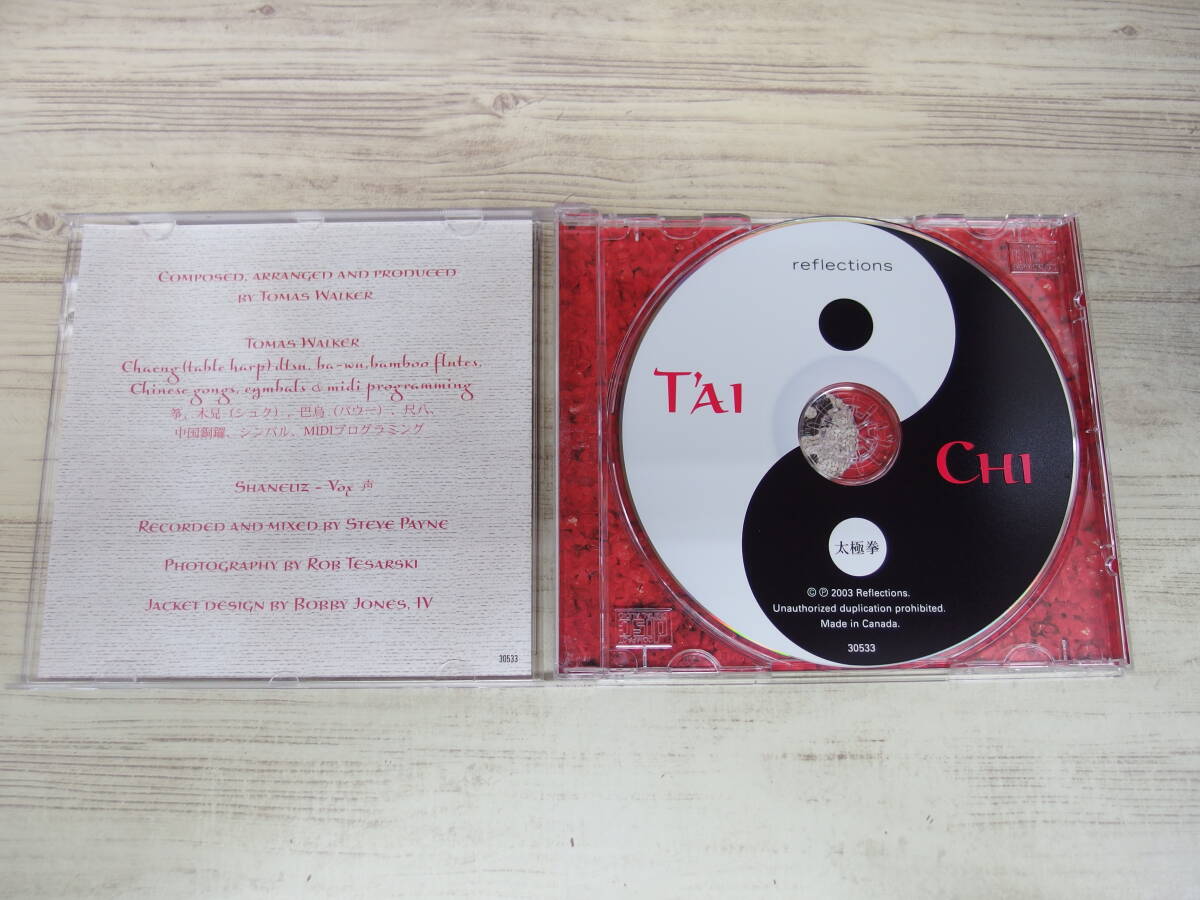 COMPOSED, ARRANGED AND PRODUCED
BY TOMAS WALKER
TOMAS WALKER
Chaeng (table harp) dtsu, ba-wu, bamboo flutes,
Chinese gongs, cymbals & midi programming
筝、木兄（シュク）、巴烏（バウー）、尺八、
中国銅鑼、シンバル、MIDIプログラミング
SHANELIZ - Vox 声
RECORDED AND MIXED BY STEVE PAYNE
PHOTOGRAPHY BY ROB TESARSKI
JACKET DESIGN BY BOBBY JONES, IV
30533
reflections
T'AI
CHI
太極拳
© ℗ 2003 Reflections.
Unauthorized duplication prohibited.
Made in Canada.
30533